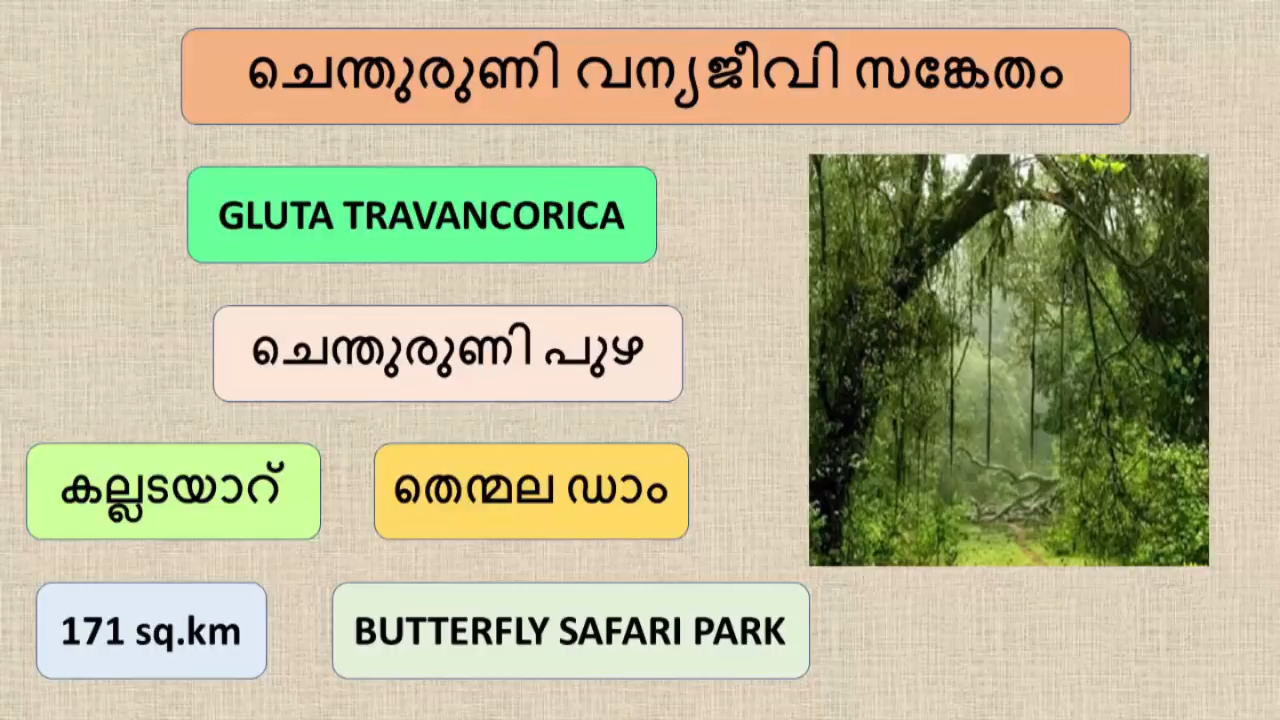 ചെന്തുരുണി വന്യജീവി സങ്കേതം
GLUTA TRAVANCORICA
ചെന്തുരുണി പുഴ
കല്ലടയാറ്
തെന്മല ഡാം
171 sq.km
BUTTERFLY SAFARI PARK